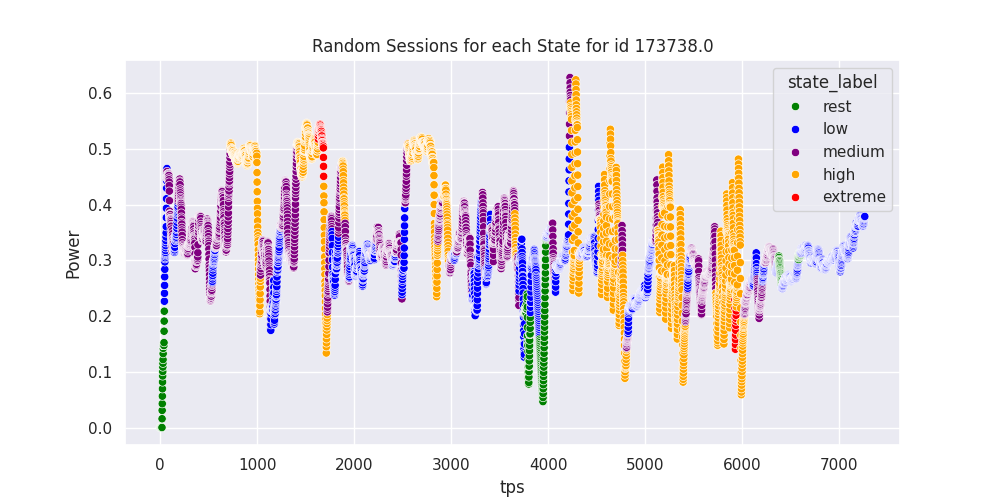 Random Sessions for each State for id 173738.0
state_label
rest
low
medium
high
extreme
Power
0.6
0.5
0.4
0.3
0.2
0.1
0.0
0 1000 2000 3000 4000 5000 6000 7000
tps